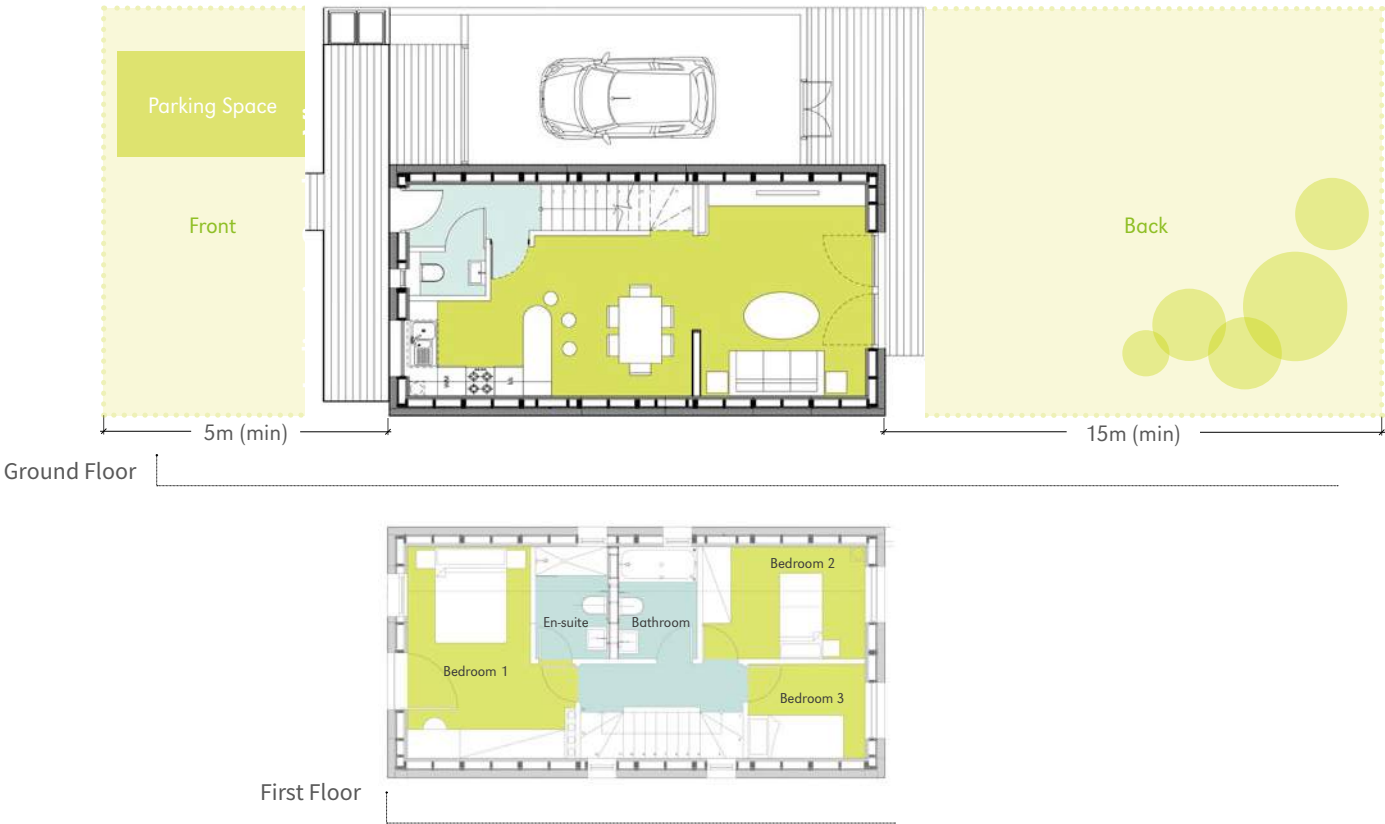 Parking Space
Front
Back
5m (min)
15m (min)
Ground Floor
Bedroom 2
En-suite
Bathroom
Bedroom 1
Bedroom 3
First Floor